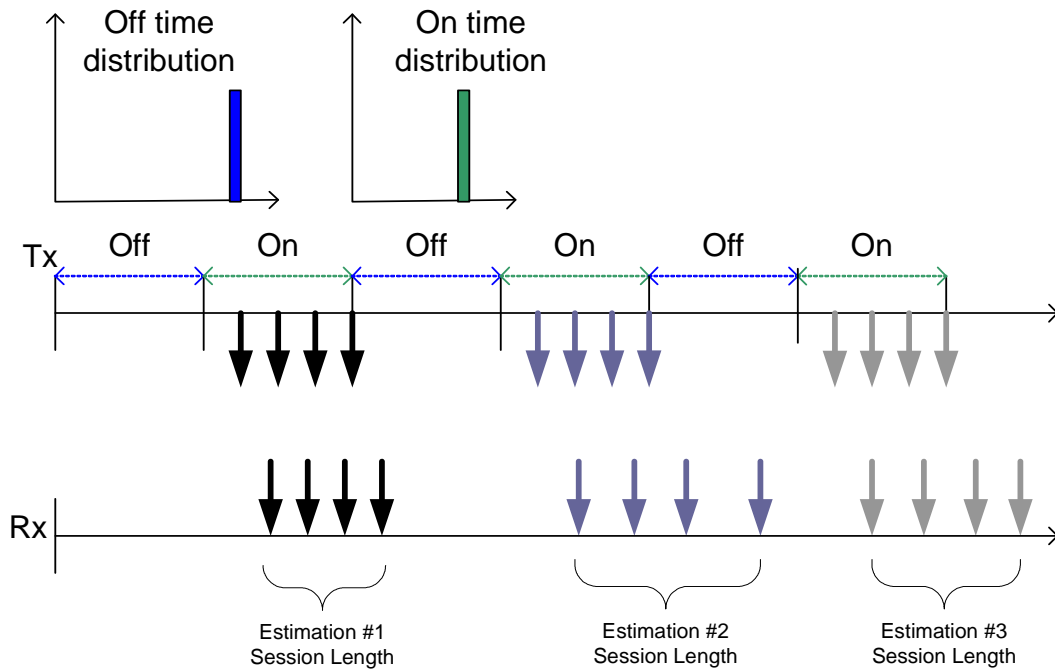 Off time
distribution
On time
distribution
Tx
Off
On
Off
On
Off
On
Rx
Estimation #1
Session Length
Estimation #2
Session Length
Estimation #3
Session Length